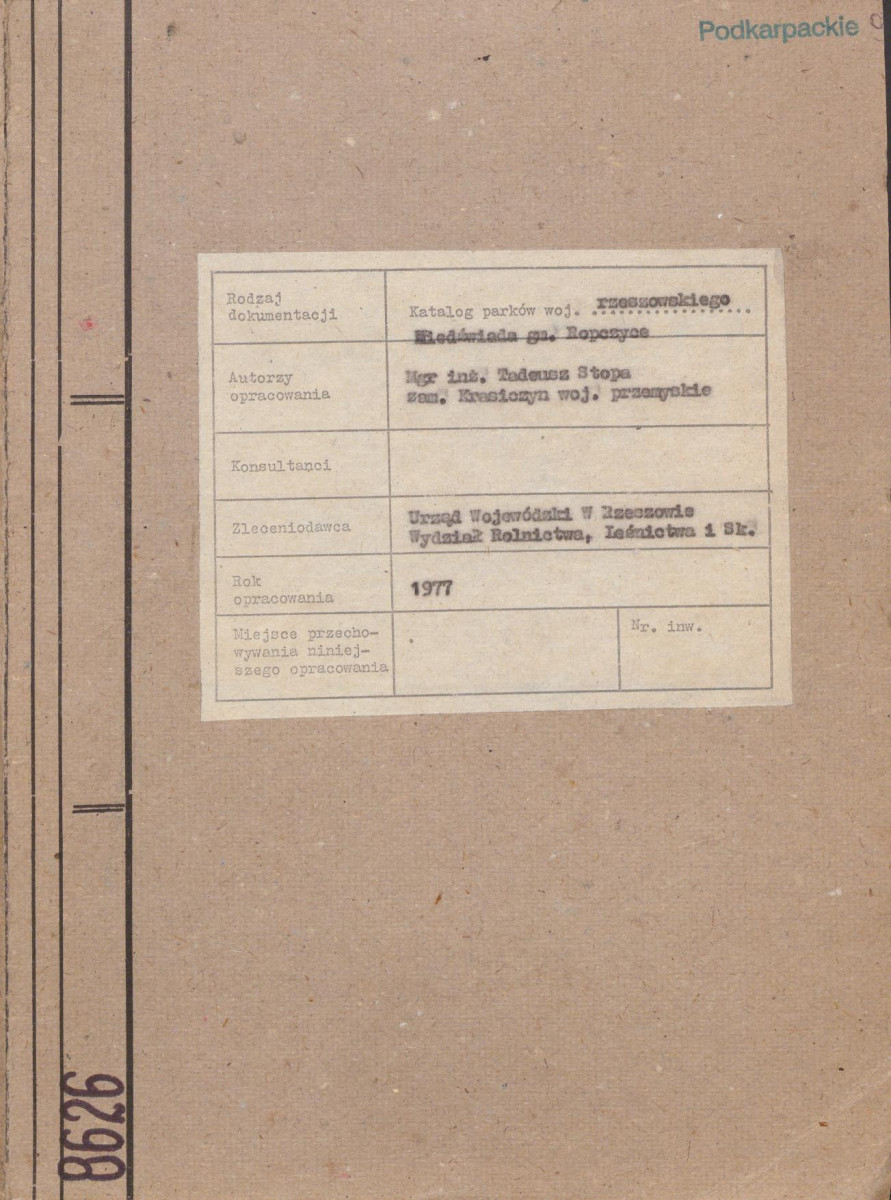 Podkarpackie
Rodzaj
dokumentacji
Katalog parków woj. rzeszowskiego
Niedźwiada gm. Ropczyce
Autorzy
opracowania
Mgr inż. Tadeusz Stopa
zam. Krasiczyn woj. przemyskie
Konsultanci
Zleceniodawca
Urząd Wojewódzki W Rzeszowie
Wydział Rolnictwa, Leśnictwa i Sk.
Rok
opracowania
1977
Miejsce przecho-
wywania niniej-
szego opracowania
Nr. inw.
8626